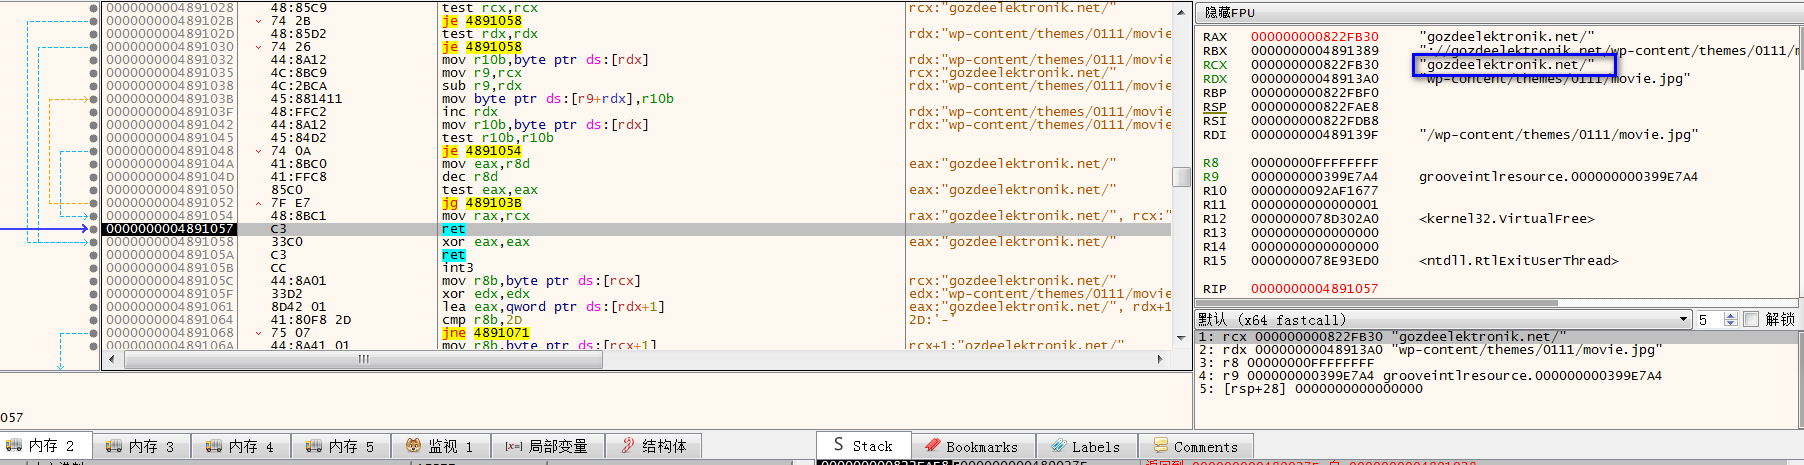 0000000004891028 48:85C9 test rcx,rcx rcx:"gozdeelektronik.net/"
000000000489102B 74 2B je 4891058
000000000489102D 48:85D2 test rdx,rdx rdx:"wp-content/themes/0111/movie
0000000004891030 74 26 je 4891058
0000000004891032 44:8A12 mov r10b,byte ptr ds:[rdx] rdx:"wp-content/themes/0111/movie
0000000004891035 4C:8BC9 mov r9,rcx rcx:"gozdeelektronik.net/"
0000000004891038 4C:2BCA sub r9,rdx rdx:"wp-content/themes/0111/movie
000000000489103B 45:881411 mov byte ptr ds:[r9+rdx],r10b
000000000489103F 48:FFC2 inc rdx rdx:"wp-content/themes/0111/movie
0000000004891042 44:8A12 mov r10b,byte ptr ds:[rdx] rdx:"wp-content/themes/0111/movie
0000000004891045 45:84D2 test r10b,r10b
0000000004891048 74 0A je 4891054
000000000489104A 41:8BC0 mov eax,r8d eax:"gozdeelektronik.net/"
000000000489104D 41:FFC8 dec r8d
0000000004891050 85C0 test eax,eax eax:"gozdeelektronik.net/"
0000000004891052 7F E7 jg 489103B
0000000004891054 48:8BC1 mov rax,rcx rax:"gozdeelektronik.net/", rcx:"
0000000004891057 C3 ret
0000000004891058 33C0 xor eax,eax eax:"gozdeelektronik.net/"
000000000489105A C3 ret
000000000489105B CC int3
000000000489105C 44:8A01 mov r8b,byte ptr ds:[rcx] rcx:"gozdeelektronik.net/"
000000000489105F 33D2 xor edx,edx edx:"wp-content/themes/0111/movie
0000000004891061 8D42 01 lea eax,qword ptr ds:[rdx+1] eax:"gozdeelektronik.net/", rdx+1
0000000004891064 41:80F8 2D cmp r8b,2D 2D:'-'
0000000004891068 75 07 jne 4891071
000000000489106A 44:8A41 01 mov r8b,byte ptr ds:[rcx+1] rcx+1:"ozdeelektronik.net/"
隐藏FPU
RAX 000000000822FB30 "gozdeelektronik.net/"
RBX 0000000004891389 "://gozdeelektronik.net/wp-content/themes/0111/m
RCX 000000000822FB30 "gozdeelektronik.net/"
RDX 00000000048913A0 "wp-content/themes/0111/movie.jpg"
RBP 000000000822FBF0
RSP 000000000822FAE8
RSI 000000000822FDB8
RDI 000000000489139F "/wp-content/themes/0111/movie.jpg"
R8 00000000FFFFFFFF
R9 000000000399E7A4 grooveintlresource.000000000399E7A4
R10 0000000092AF1677
R11 0000000000000001
R12 0000000078D302A0 <kernel32.VirtualFree>
R13 0000000000000000
R14 0000000000000000
R15 0000000078E93ED0 <ntdll.RtlExitUserThread>
RIP 0000000004891057
默认 (x64 fastcall) 5 解锁
1: rcx 000000000822FB30 "gozdeelektronik.net/"
2: rdx 00000000048913A0 "wp-content/themes/0111/movie.jpg"
3: r8 00000000FFFFFFFF
4: r9 000000000399E7A4 grooveintlresource.000000000399E7A4
5: [rsp+28] 0000000000000000
057
内存 2 内存 3 内存 4 内存 5 监视 1 [x=] 局部变量 结构体 Stack Bookmarks Labels Comments